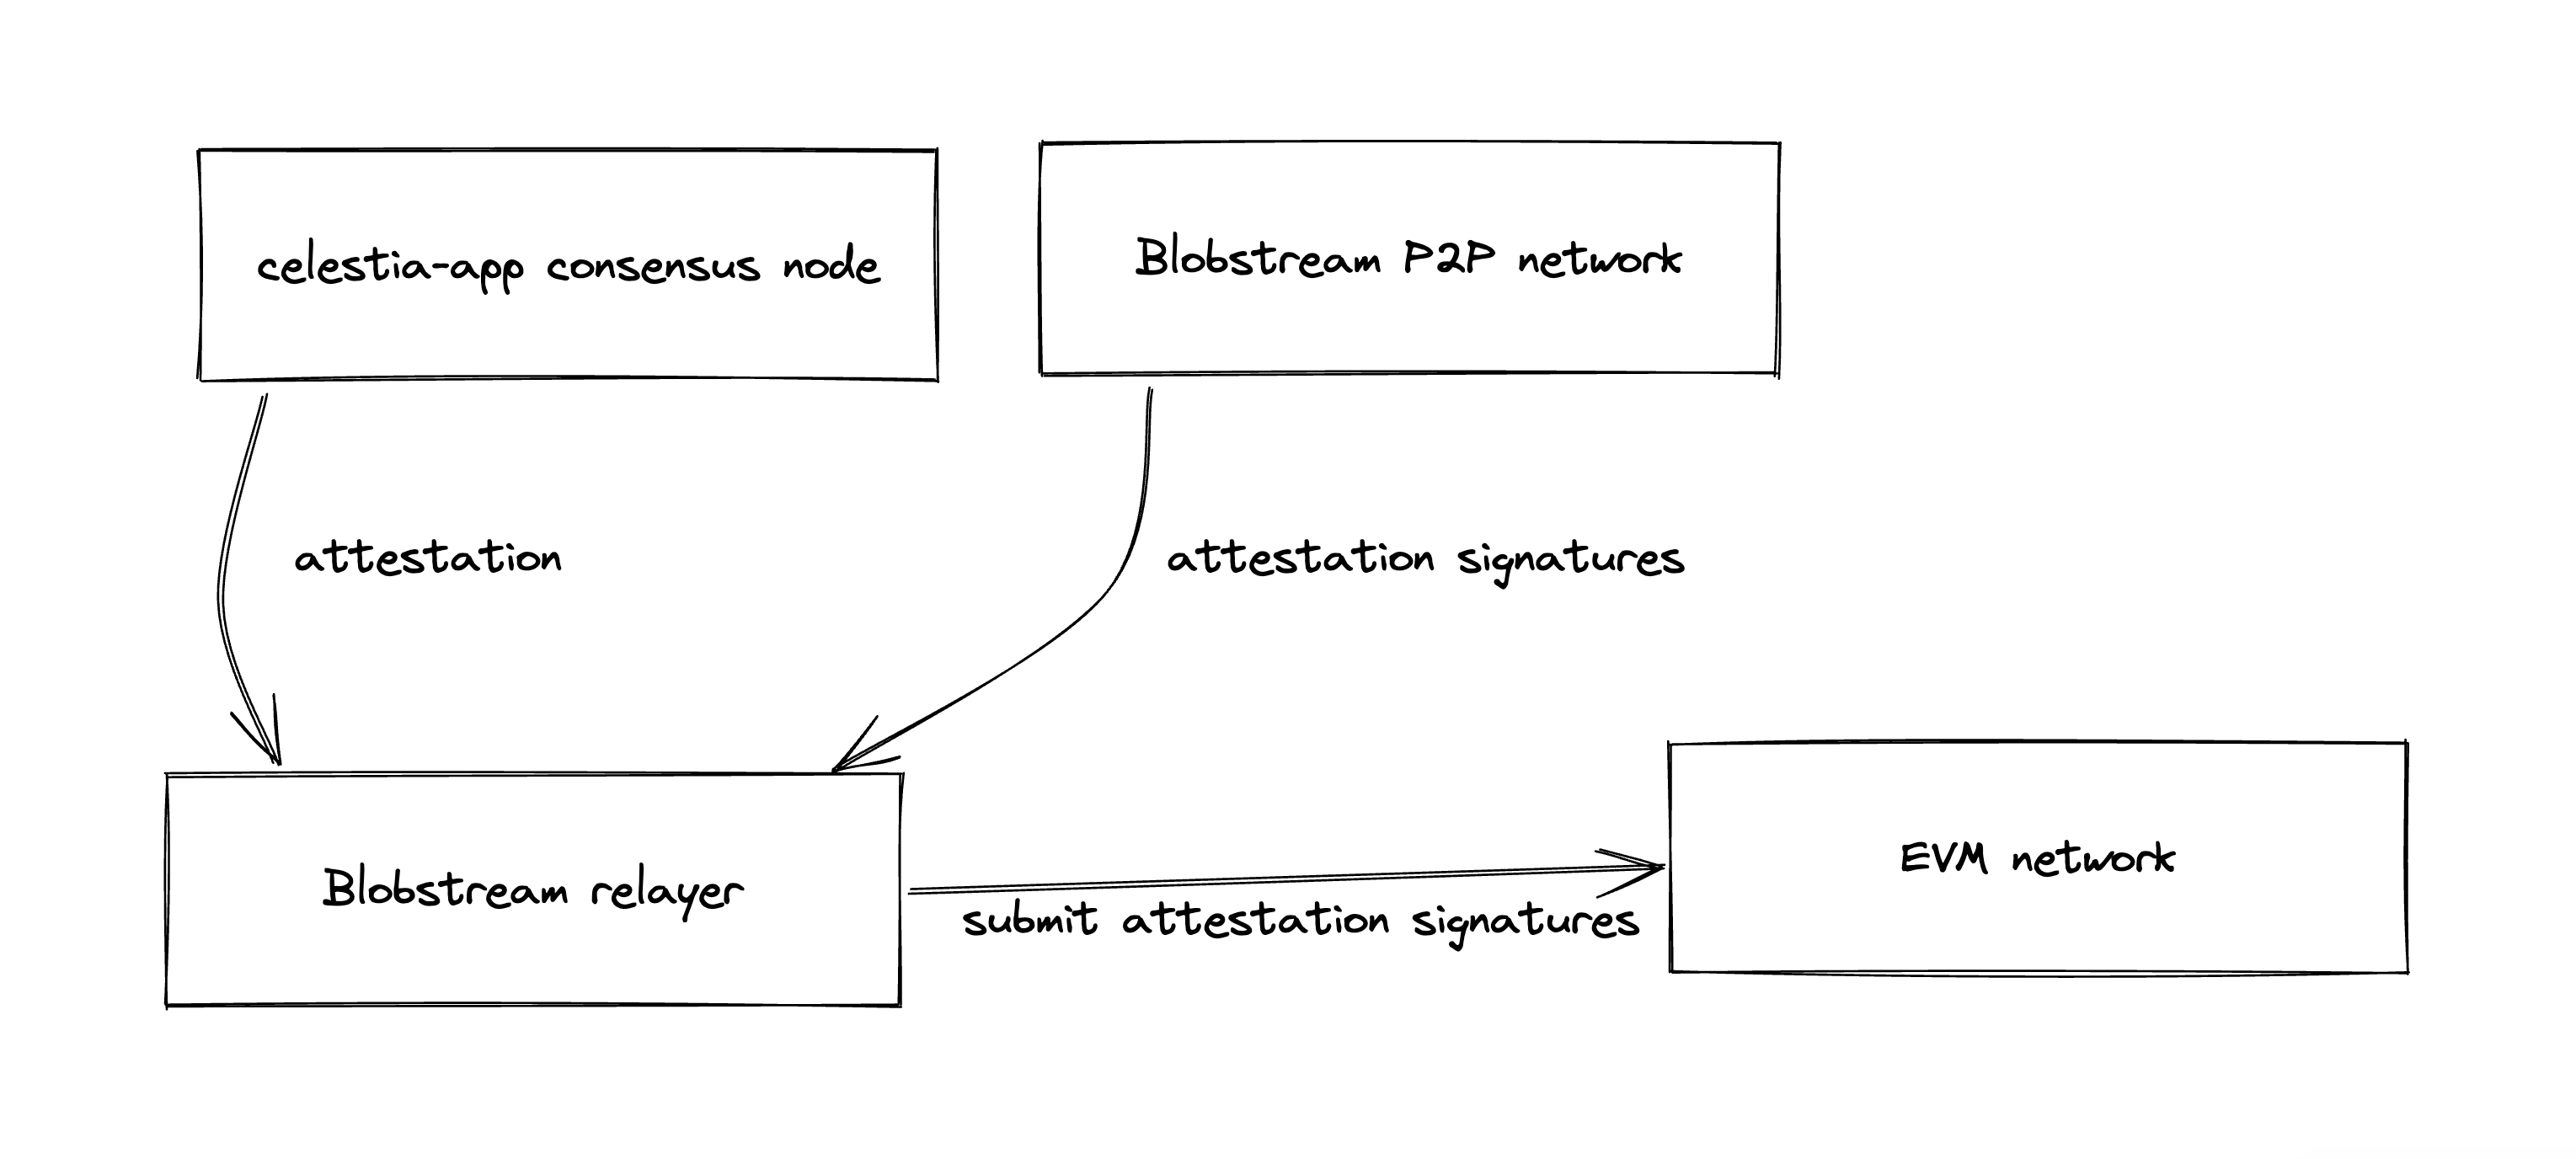 celestia-app consensus node
Blobstream P2P network
attestation
attestation signatures
Blobstream relayer
submit attestation signatures
EVM network